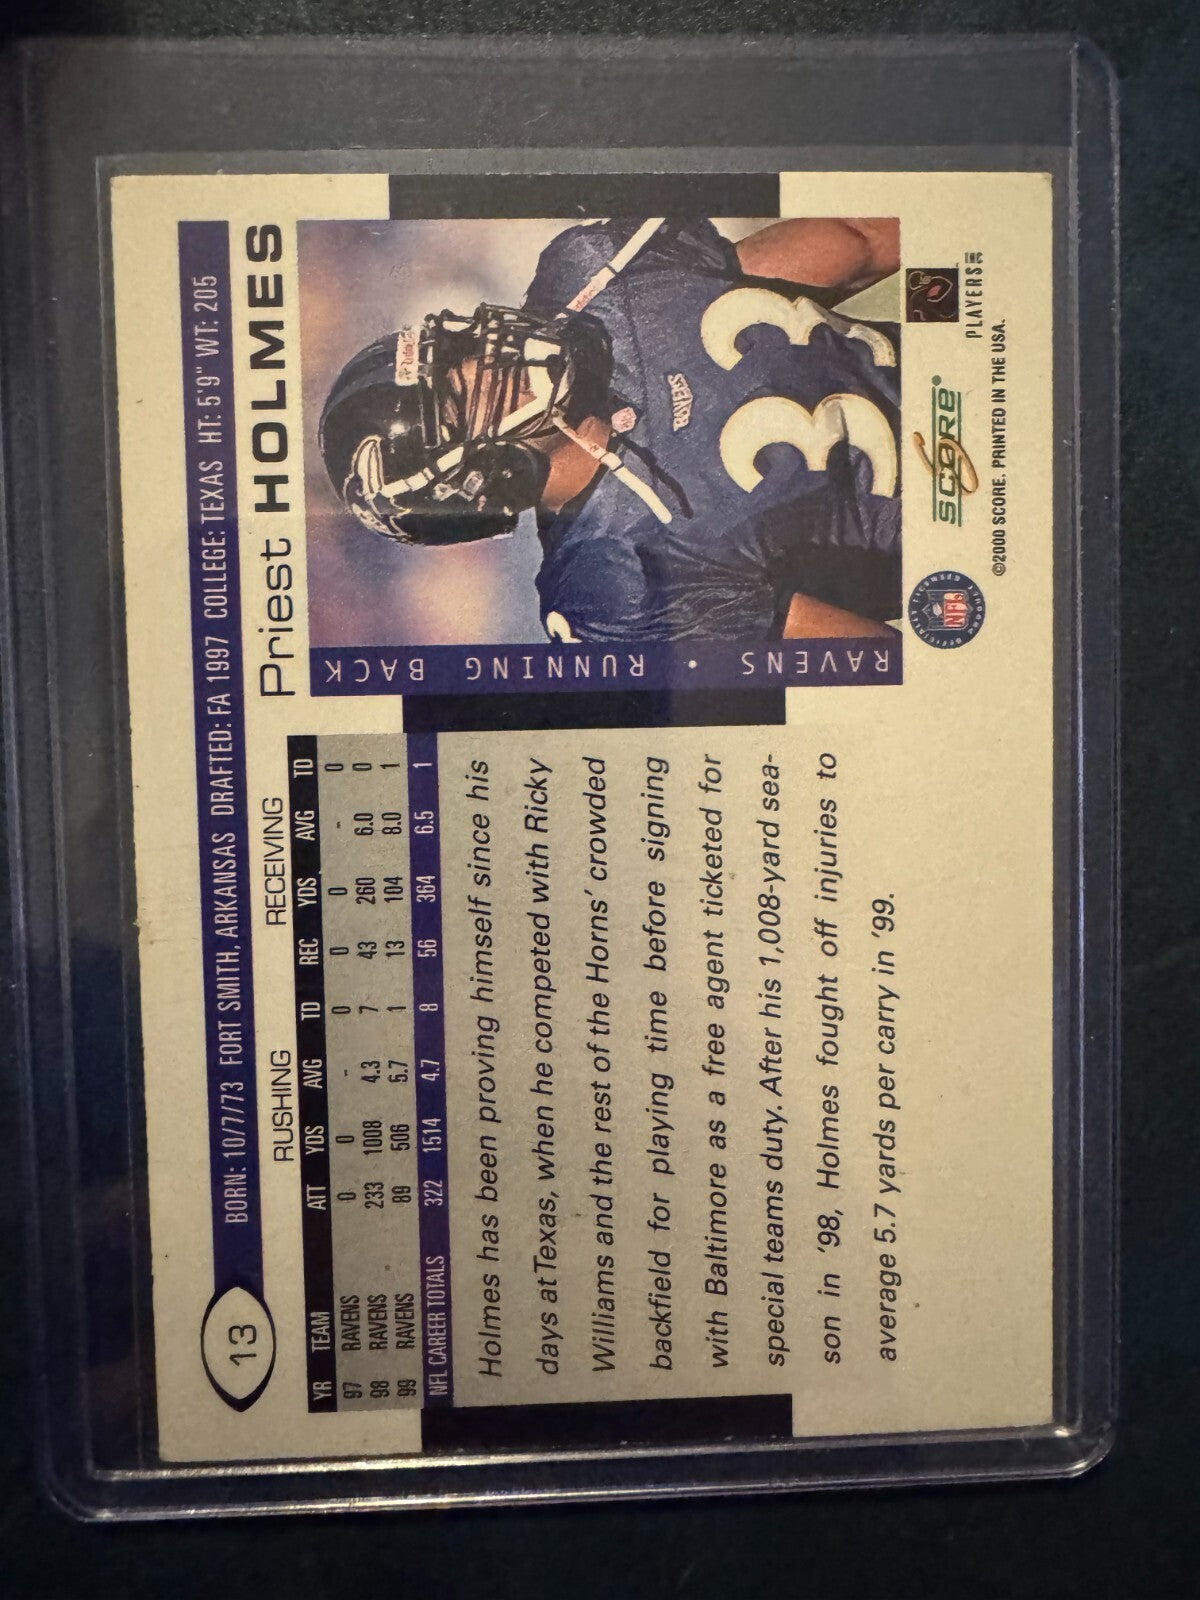 13
BORN: 10/7/73 FORT SMITH, ARKANSAS DRAFTED: FA 1997 COLLEGE: TEXAS HT: 5'9" WT: 205
Priest HOLMES
RUSHING RECEIVING
YR TEAM ATT YDS AVG TD REC YDS AVG TD
97 RAVENS 0 0 - 0 0 0 - 0
98 RAVENS 233 1008 4.3 7 43 260 6.0 0
99 RAVENS 89 506 5.7 1 13 104 8.0 1
NFL CAREER TOTALS 322 1514 4.7 8 56 364 6.5 1
Holmes has been proving himself since his
days at Texas, when he competed with Ricky
Williams and the rest of the Horns' crowded
backfield for playing time before signing
with Baltimore as a free agent ticketed for
special teams duty. After his 1,008-yard sea-
son in '98, Holmes fought off injuries to
average 5.7 yards per carry in '99.
RAVENS • RUNNING BACK
RAVENS
33
NFL
SCORE
PLAYERS INC
©2000 SCORE. PRINTED IN THE USA.